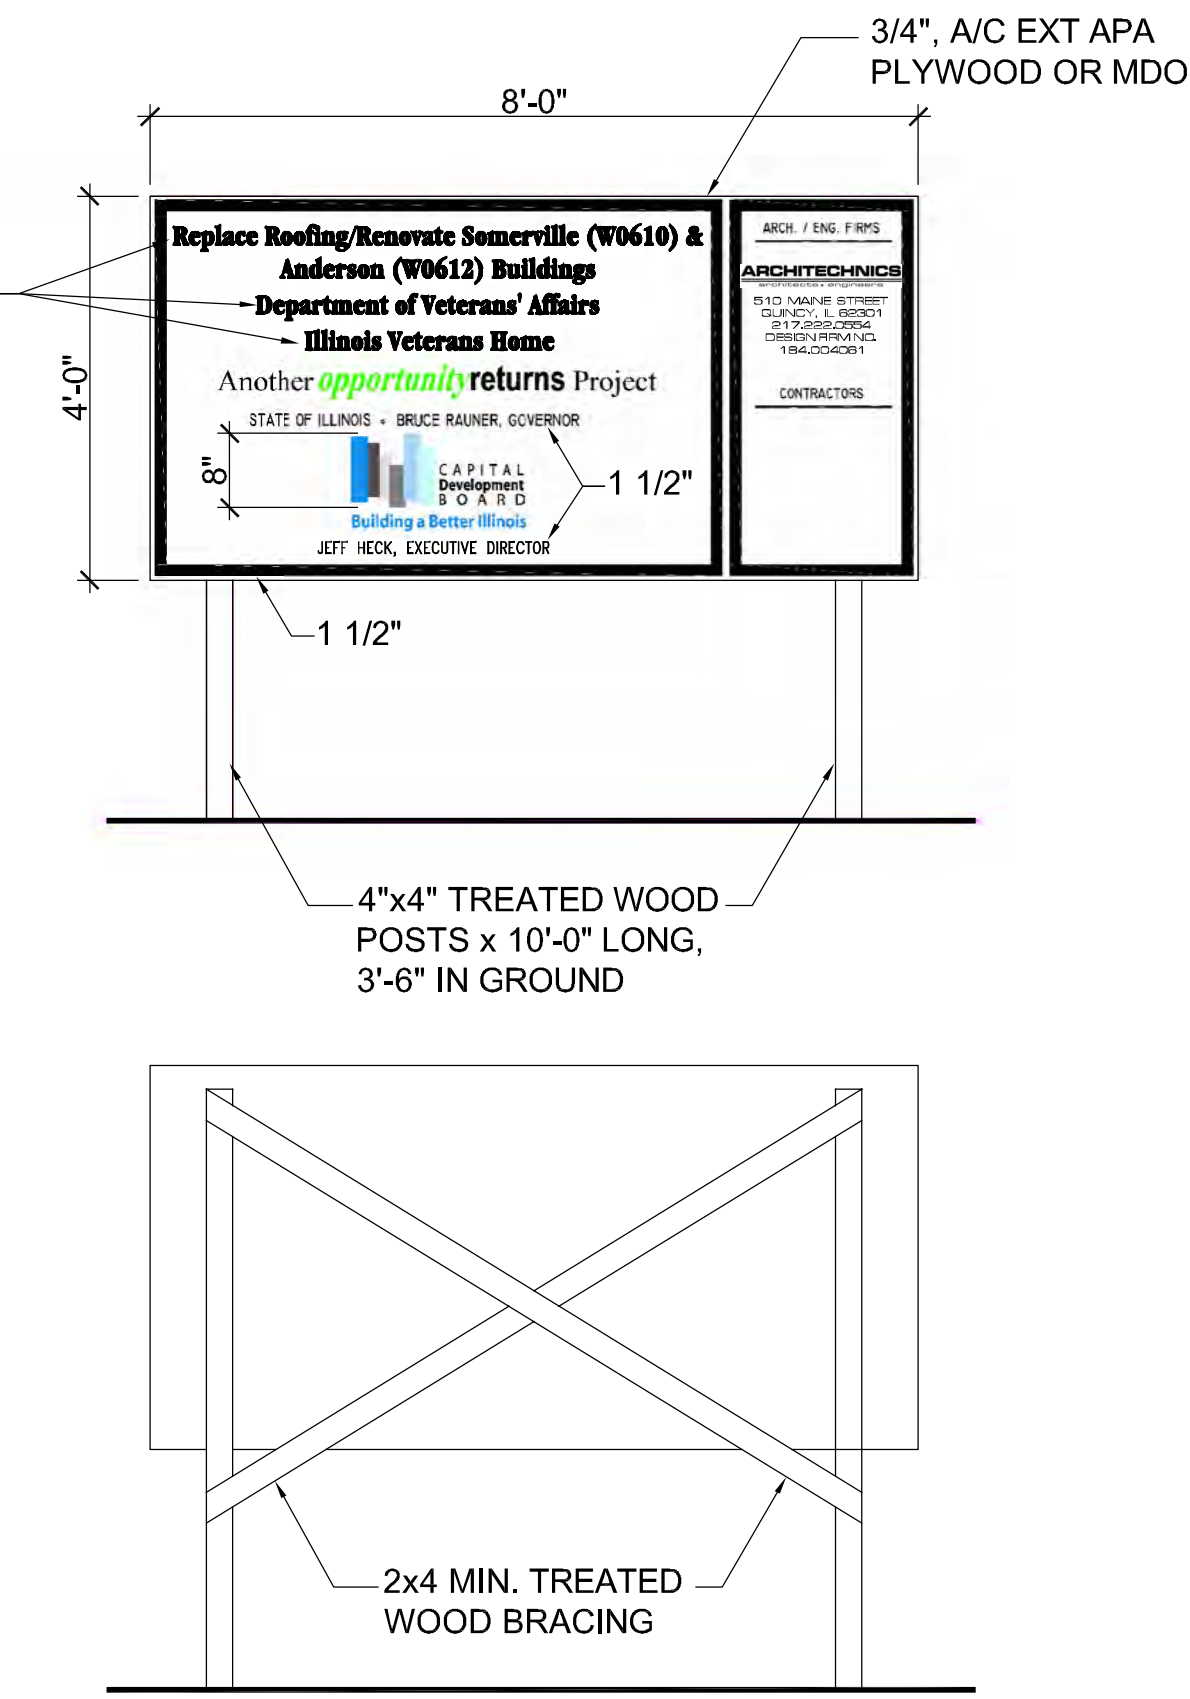 3/4", A/C EXT APA
PLYWOOD OR MDO
8'-0"
4'-0"
Replace Roofing/Renovate Somerville (W0610) &
Anderson (W0612) Buildings
Department of Veterans' Affairs
Illinois Veterans Home
Another opportunity returns Project
STATE OF ILLINOIS • BRUCE RAUNER, GOVERNOR
8"
CAPITAL
Development
BOARD
Building a Better Illinois
JEFF HECK, EXECUTIVE DIRECTOR
1 1/2"
ARCH. / ENG. FIRMS
ARCHITECHNICS
architects • engineers
510 MAINE STREET
QUINCY, IL 62301
217.222.0554
DESIGN FIRM NO.
184.004061
CONTRACTORS
1 1/2"
4"x4" TREATED WOOD
POSTS x 10'-0" LONG,
3'-6" IN GROUND
2x4 MIN. TREATED
WOOD BRACING